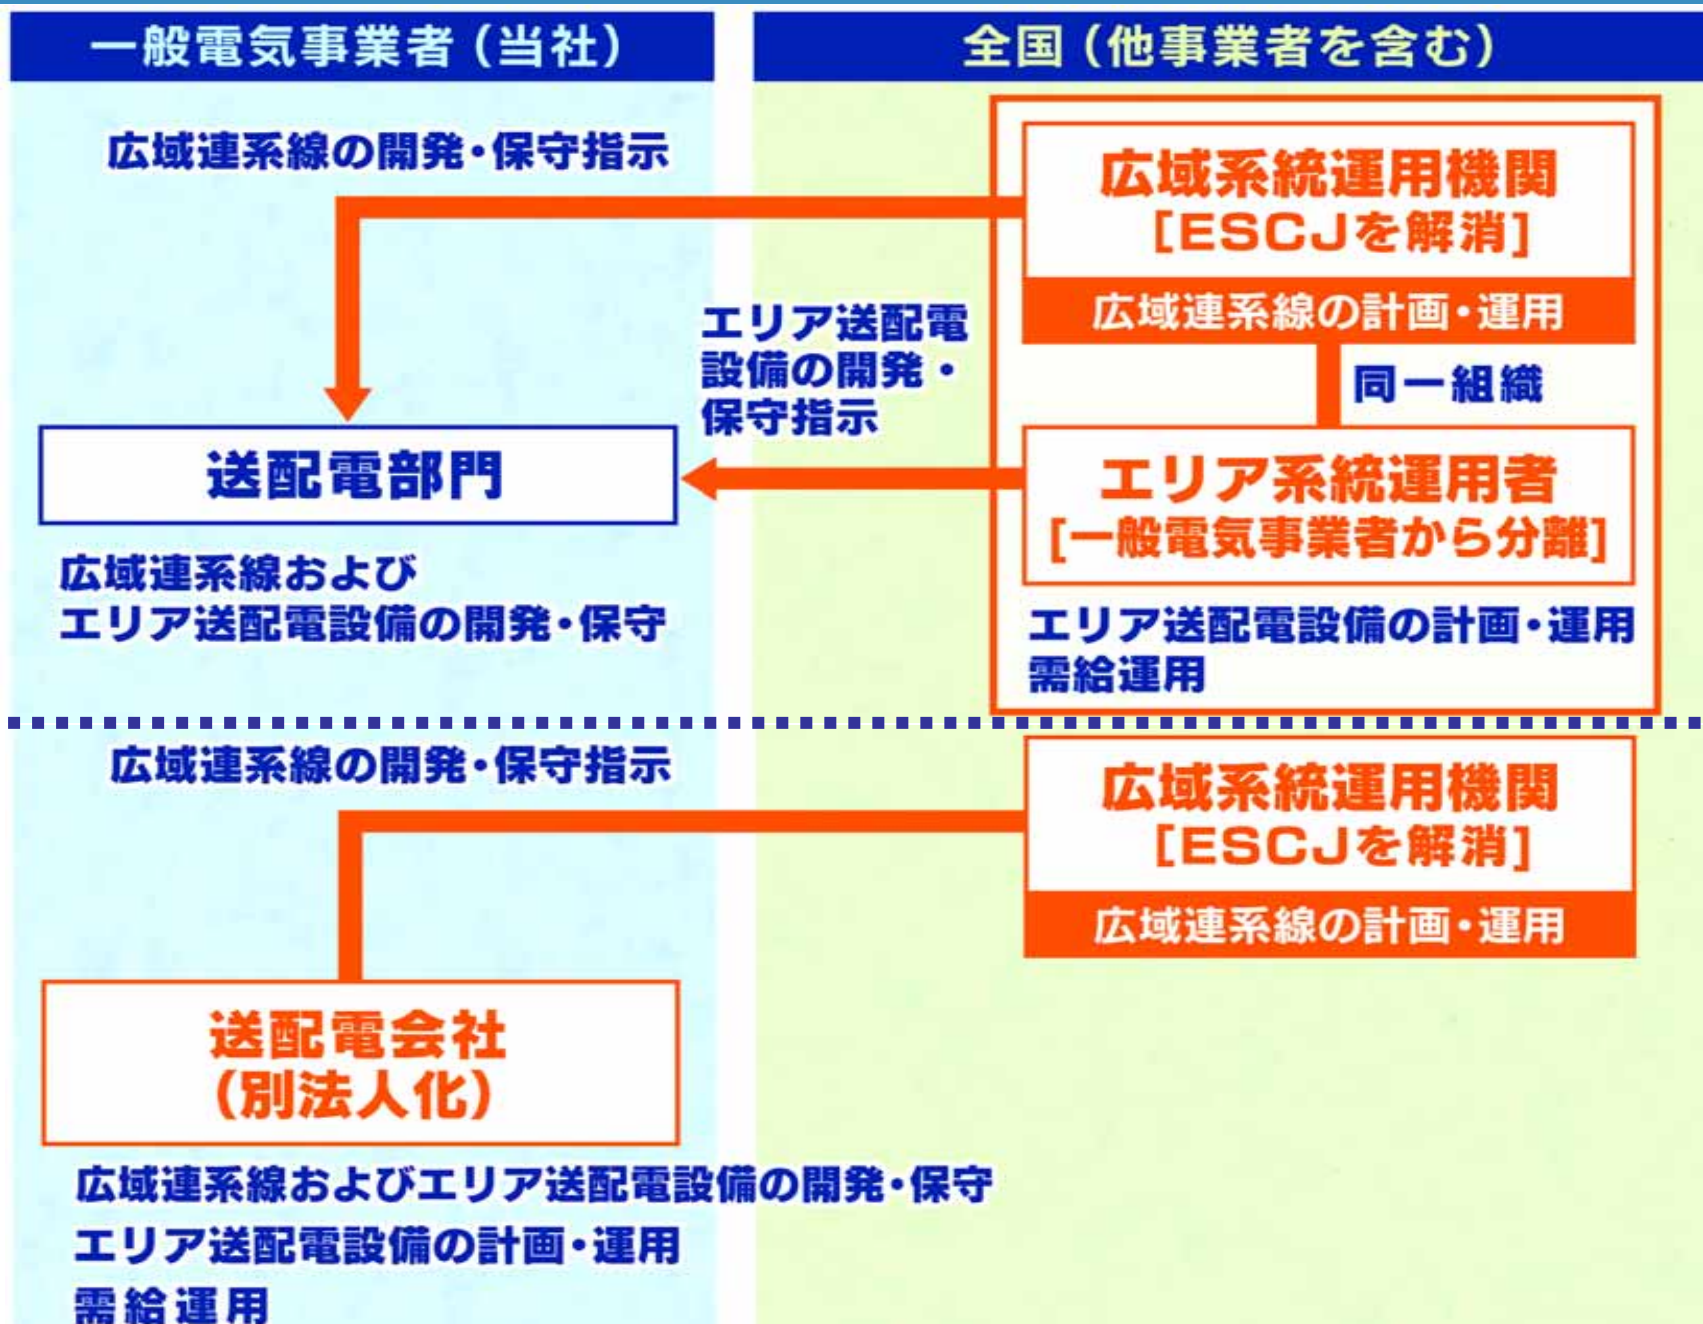 一般電気事業者（当社）
全国（他事業者を含む）
広域連系線の開発・保守指示
広域系統運用機関
［ESCJを解消］
広域連系線の計画・運用
エリア送配電
設備の開発・
保守指示
同一組織
送配電部門
エリア系統運用者
[一般電気事業者から分離]
広域連系線および
エリア送配電設備の開発・保守
エリア送配電設備の計画・運用
需給運用
広域連系線の開発・保守指示
広域系統運用機関
［ESCJを解消］
広域連系線の計画・運用
送配電会社
（別法人化）
広域連系線およびエリア送配電設備の開発・保守
エリア送配電設備の計画・運用
需給運用